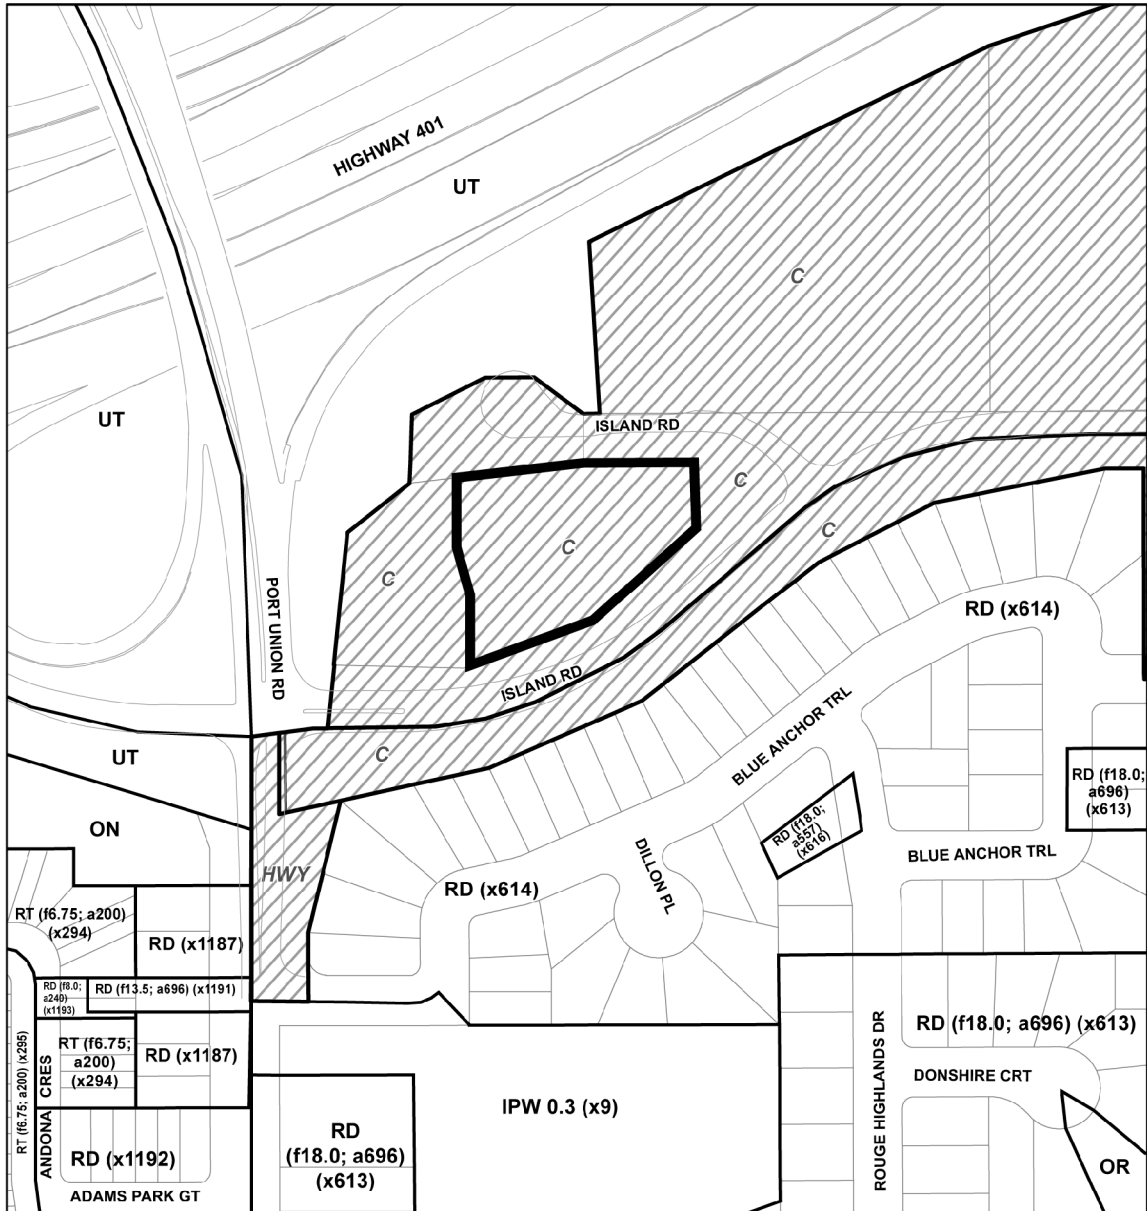 HIGHWAY 401
UT
C
UT
ISLAND RD
C
C
C
C
PORT UNION RD
RD (x614)
ISLAND RD
BLUE ANCHOR TRL
UT
C
RD (f18.0;
a696)
(x613)
ON
RD (f18.0;
a557)
(x616)
BLUE ANCHOR TRL
HWY
DILLON PL
RD (x614)
RT (f6.75; a200)
(x294)
RD (x1187)
RD (f8.0;
a240)
(x1193)
RD (f13.5; a696) (x1191)
RD (f18.0; a696) (x613)
RT (f6.75;
a200)
(x294)
RD (x1187)
RT (f6.75; a200) (x295)
ANDONA CRES
ROUGE HIGHLANDS DR
DONSHIRE CRT
IPW 0.3 (x9)
RD
(f18.0; a696)
(x613)
RD (x1192)
OR
ADAMS PARK GT